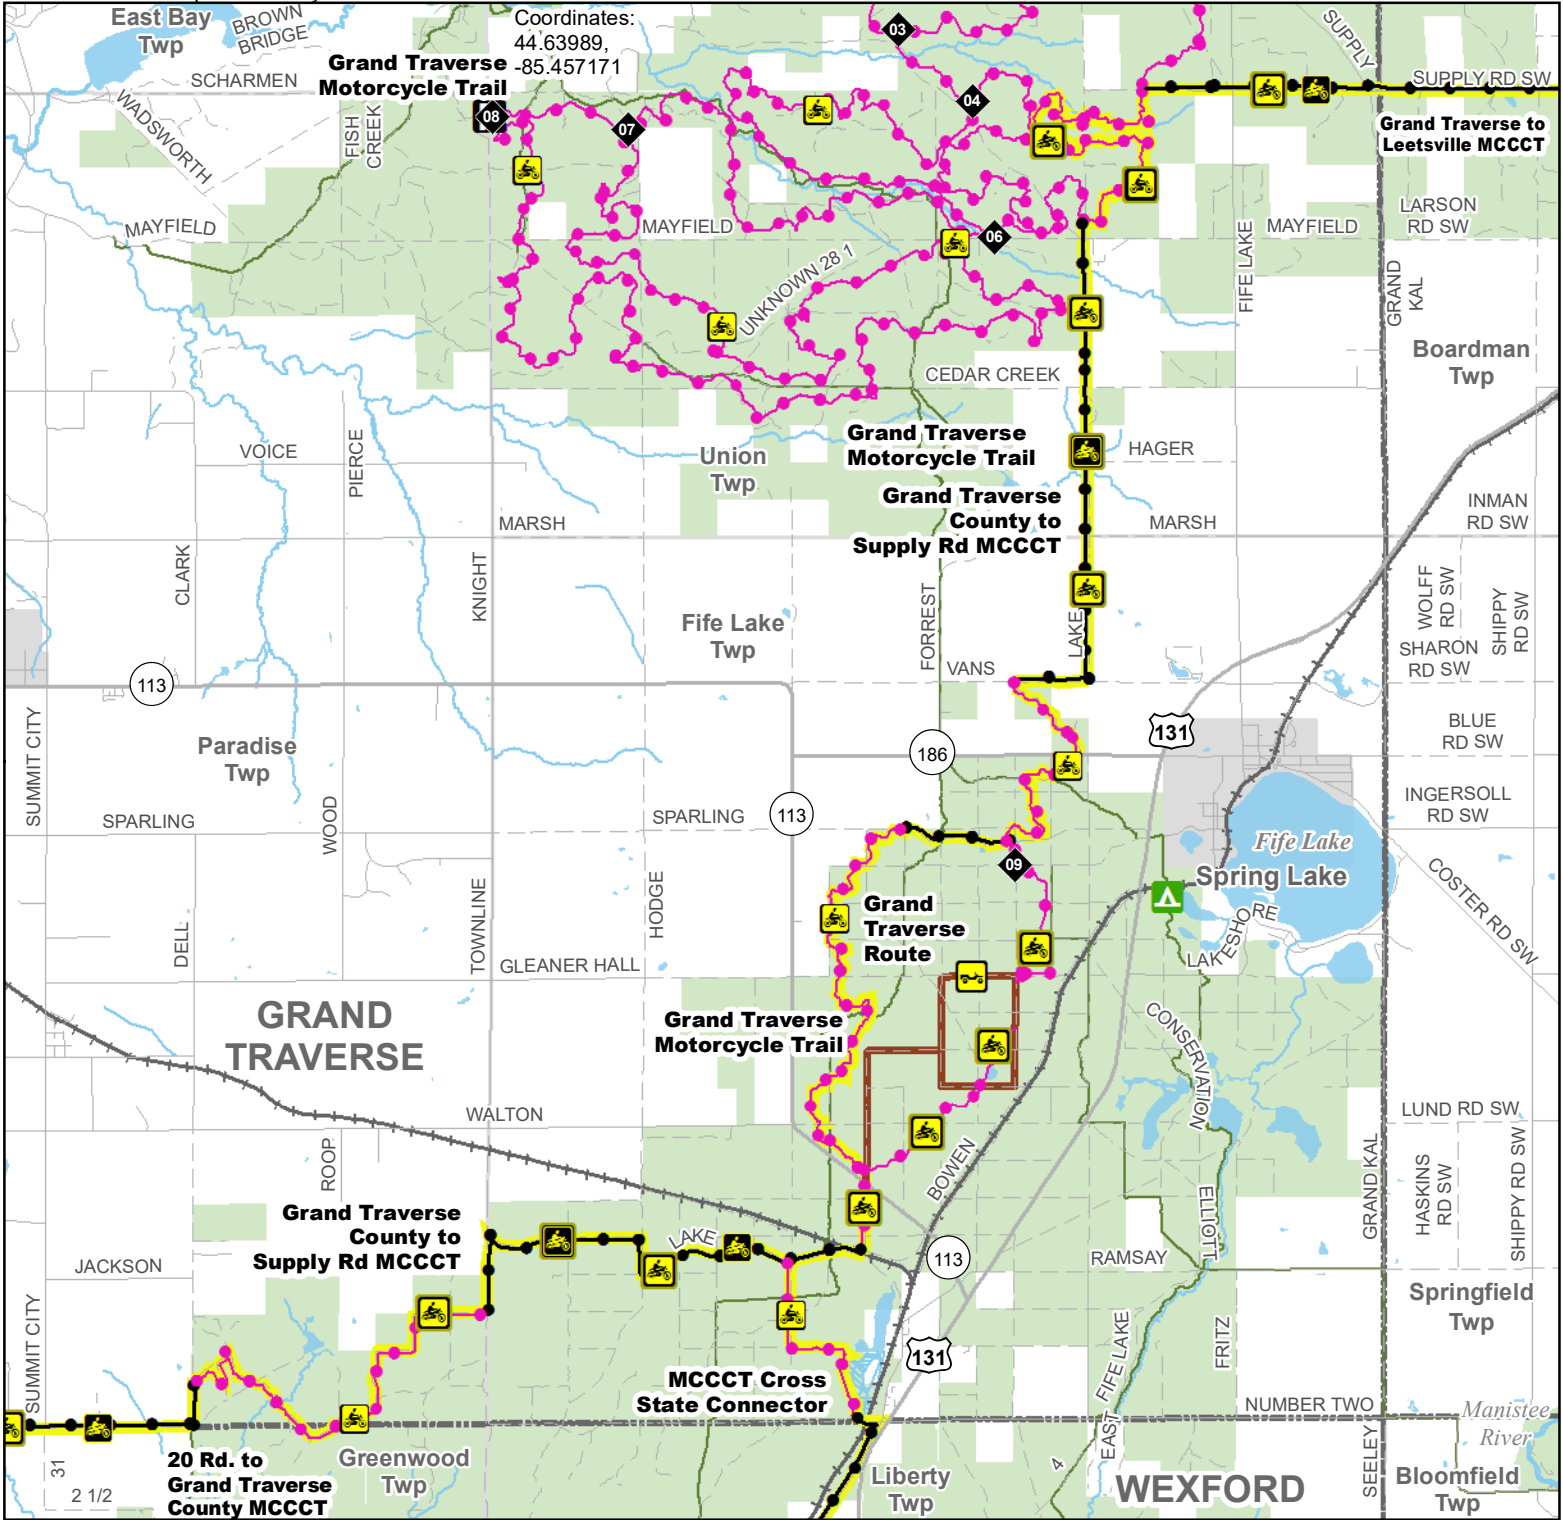 East Bay
Twp
BROWN
BRIDGE
Coordinates:
44.63989,
-85.457171
Grand Traverse
Motorcycle Trail
SCHARMEN
WADSWORTH
FISH
CREEK
08
07
03
04
SUPPLY
SUPPLY RD SW
Grand Traverse to
Leetsville MCCCT
MAYFIELD
MAYFIELD
06
MAYFIELD
LARSON
RD SW
UNKNOWN 28 1
FIFE LAKE
GRAND
KAL
Boardman
Twp
CEDAR CREEK
VOICE
PIERCE
Union
Twp
Grand Traverse
Motorcycle Trail
HAGER
Grand Traverse
County to
Supply Rd MCCCT
MARSH
MARSH
INMAN
RD SW
CLARK
KNIGHT
Fife Lake
Twp
FORREST
LAKE
WOLFF
RD SW
SHIPPY
RD SW
SHARON
RD SW
VANS
113
SUMMIT CITY
Paradise
Twp
186
131
BLUE
RD SW
SPARLING
WOOD
SPARLING
113
INGERSOLL
RD SW
Fife Lake
09
Spring Lake
COSTER RD SW
DELL
TOWNLINE
HODGE
Grand
Traverse
Route
LAKESHORE
GLEANER HALL
GRAND
TRAVERSE
Grand Traverse
Motorcycle Trail
CONSERVATION
WALTON
LUND RD SW
ROOP
BOWEN
ELLIOTT
GRAND KAL
HASKINS
RD SW
SHIPPY RD SW
Grand Traverse
County to
Supply Rd MCCCT
LAKE
113
RAMSAY
JACKSON
Springfield
Twp
SUMMIT CITY
131
EAST FIFE LAKE
FRITZ
MCCCT Cross
State Connector
NUMBER TWO
Manistee
River
31
2 1/2
20 Rd. to
Grand Traverse
County MCCCT
Greenwood
Twp
Liberty
Twp
4
WEXFORD
SEELEY
Bloomfield
Twp